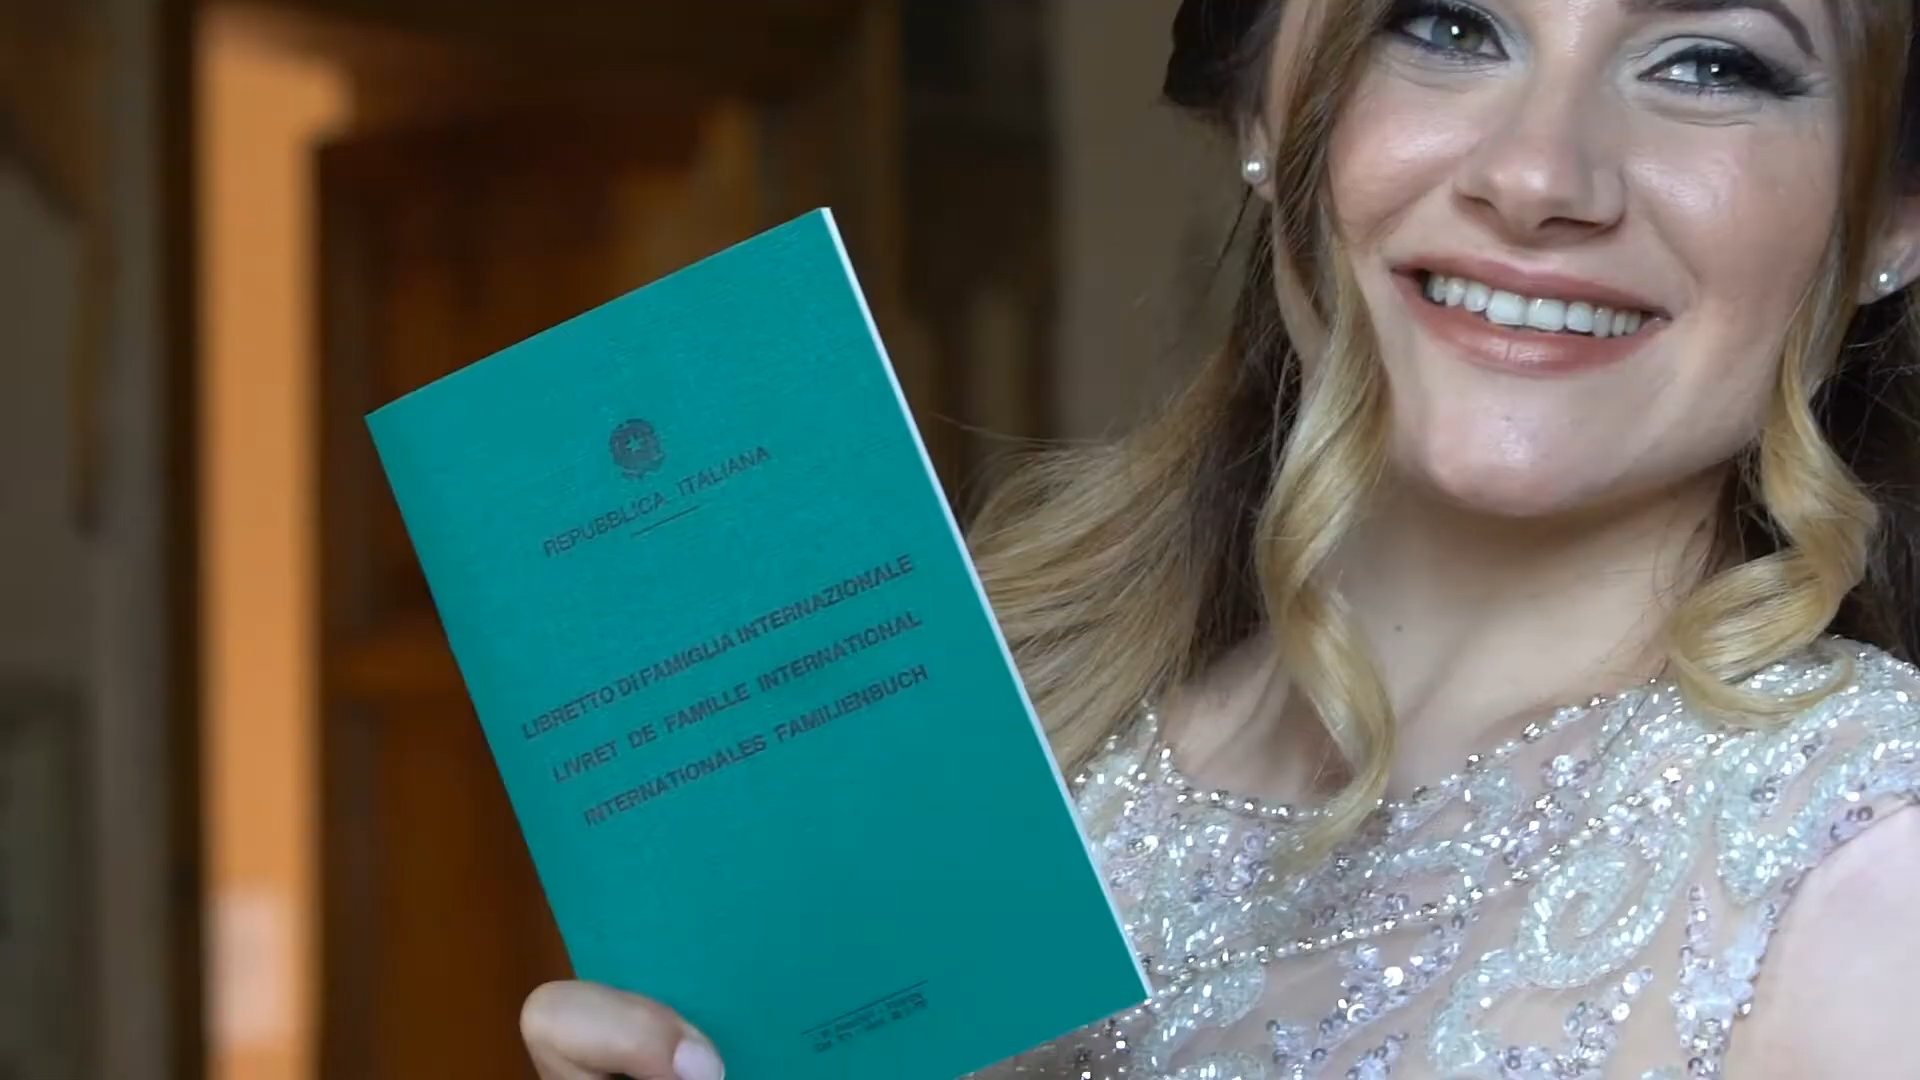 REPUBBLICA ITALIANA
LIBRETTO DI FAMIGLIA INTERNAZIONALE
LIVRET DE FAMILLE INTERNATIONAL
INTERNATIONALES FAMILIENBUCH